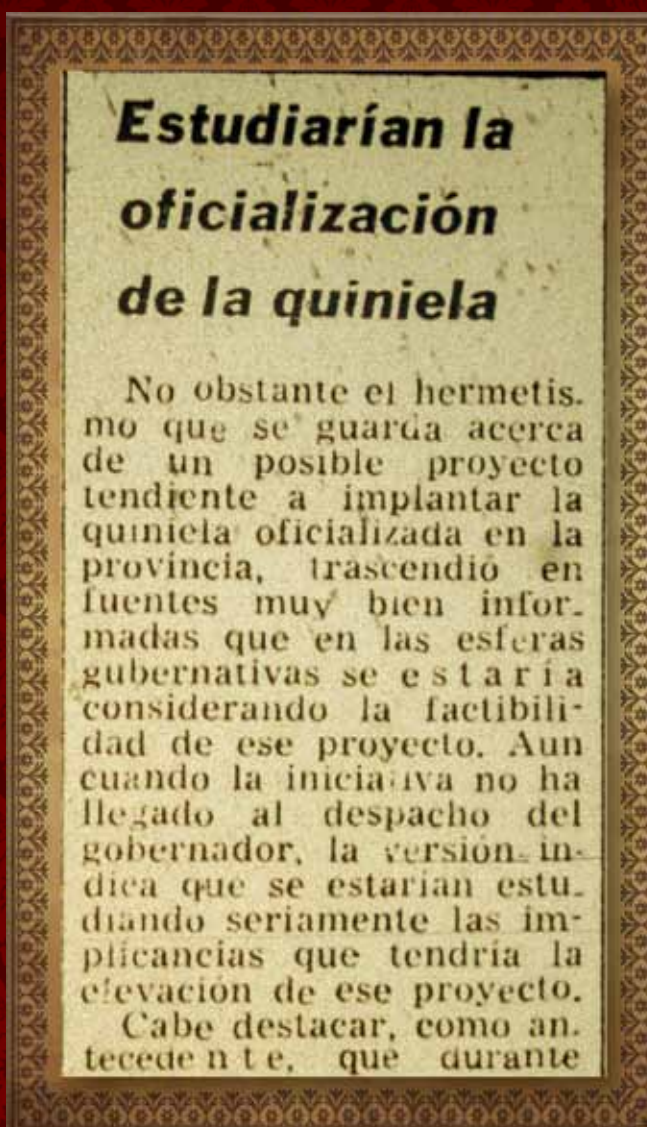 Estudiarían la
oficialización
de la quiniela
No obstante el hermetis-
mo que se guarda acerca
de un posible proyecto
tendiente a implantar la
quiniela oficializada en la
provincia, trascendió en
fuentes muy bien infor-
madas que en las esferas
gubernativas se estaría
considerando la factibili-
dad de ese proyecto. Aun
cuando la iniciativa no ha
llegado al despacho del
gobernador, la versión in-
dica que se estarían estu-
diando seriamente las im-
plicancias que tendría la
elevación de ese proyecto.
Cabe destacar, como an-
tecedente, que durante